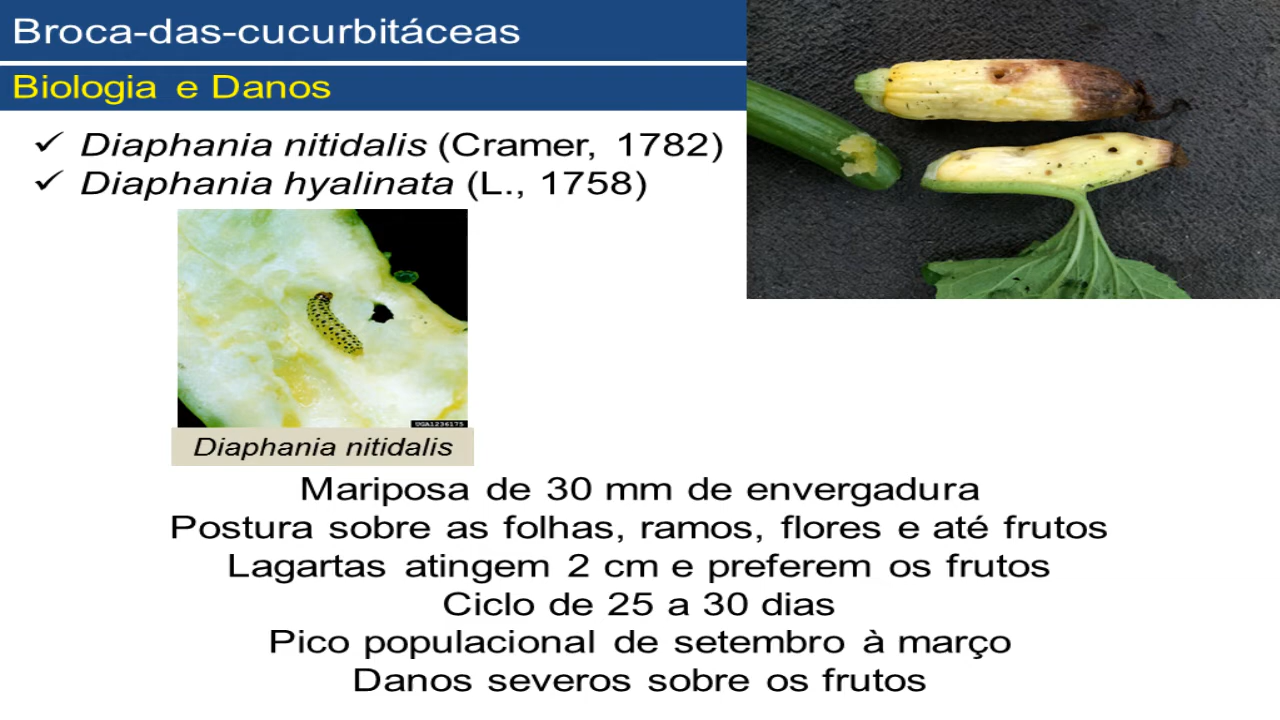 Broca-das-cucurbitáceas
Biologia e Danos
✓ Diaphania nitidalis (Cramer, 1782)
✓ Diaphania hyalinata (L., 1758)
UGA1236175
Diaphania nitidalis
Mariposa de 30 mm de envergadura
Postura sobre as folhas, ramos, flores e até frutos
Lagartas atingem 2 cm e preferem os frutos
Ciclo de 25 a 30 dias
Pico populacional de setembro à março
Danos severos sobre os frutos